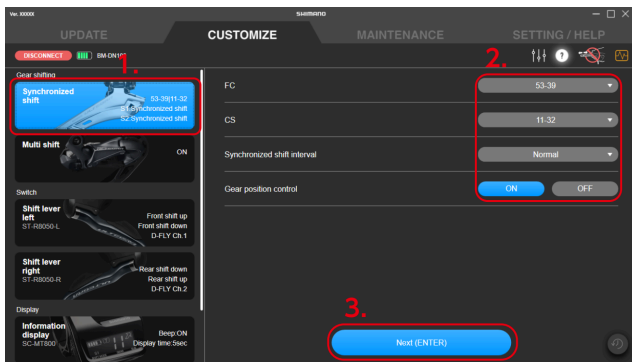 Ver. XXXXX
SHIMANO
UPDATE
CUSTOMIZE
MAINTENANCE
SETTING / HELP
DISCONNECT
1.
2.
?
Gear shifting
Synchronized
shift
53-39|11-32
S1:Synchronized shift
S2:Synchronized shift
Multi shift
ON
Switch
Shift lever
left
ST-R8050-L
Front shift up
Front shift down
D-FLY Ch.1
Shift lever
right
ST-R8050-R
Rear shift down
Rear shift up
D-FLY Ch.2
Display
Information
display
SC-MT800
Beep:ON
Display time:5sec
FC
53-39
CS
11-32
Synchronized shift interval
Normal
Gear position control
ON
OFF
3.
Next (ENTER)